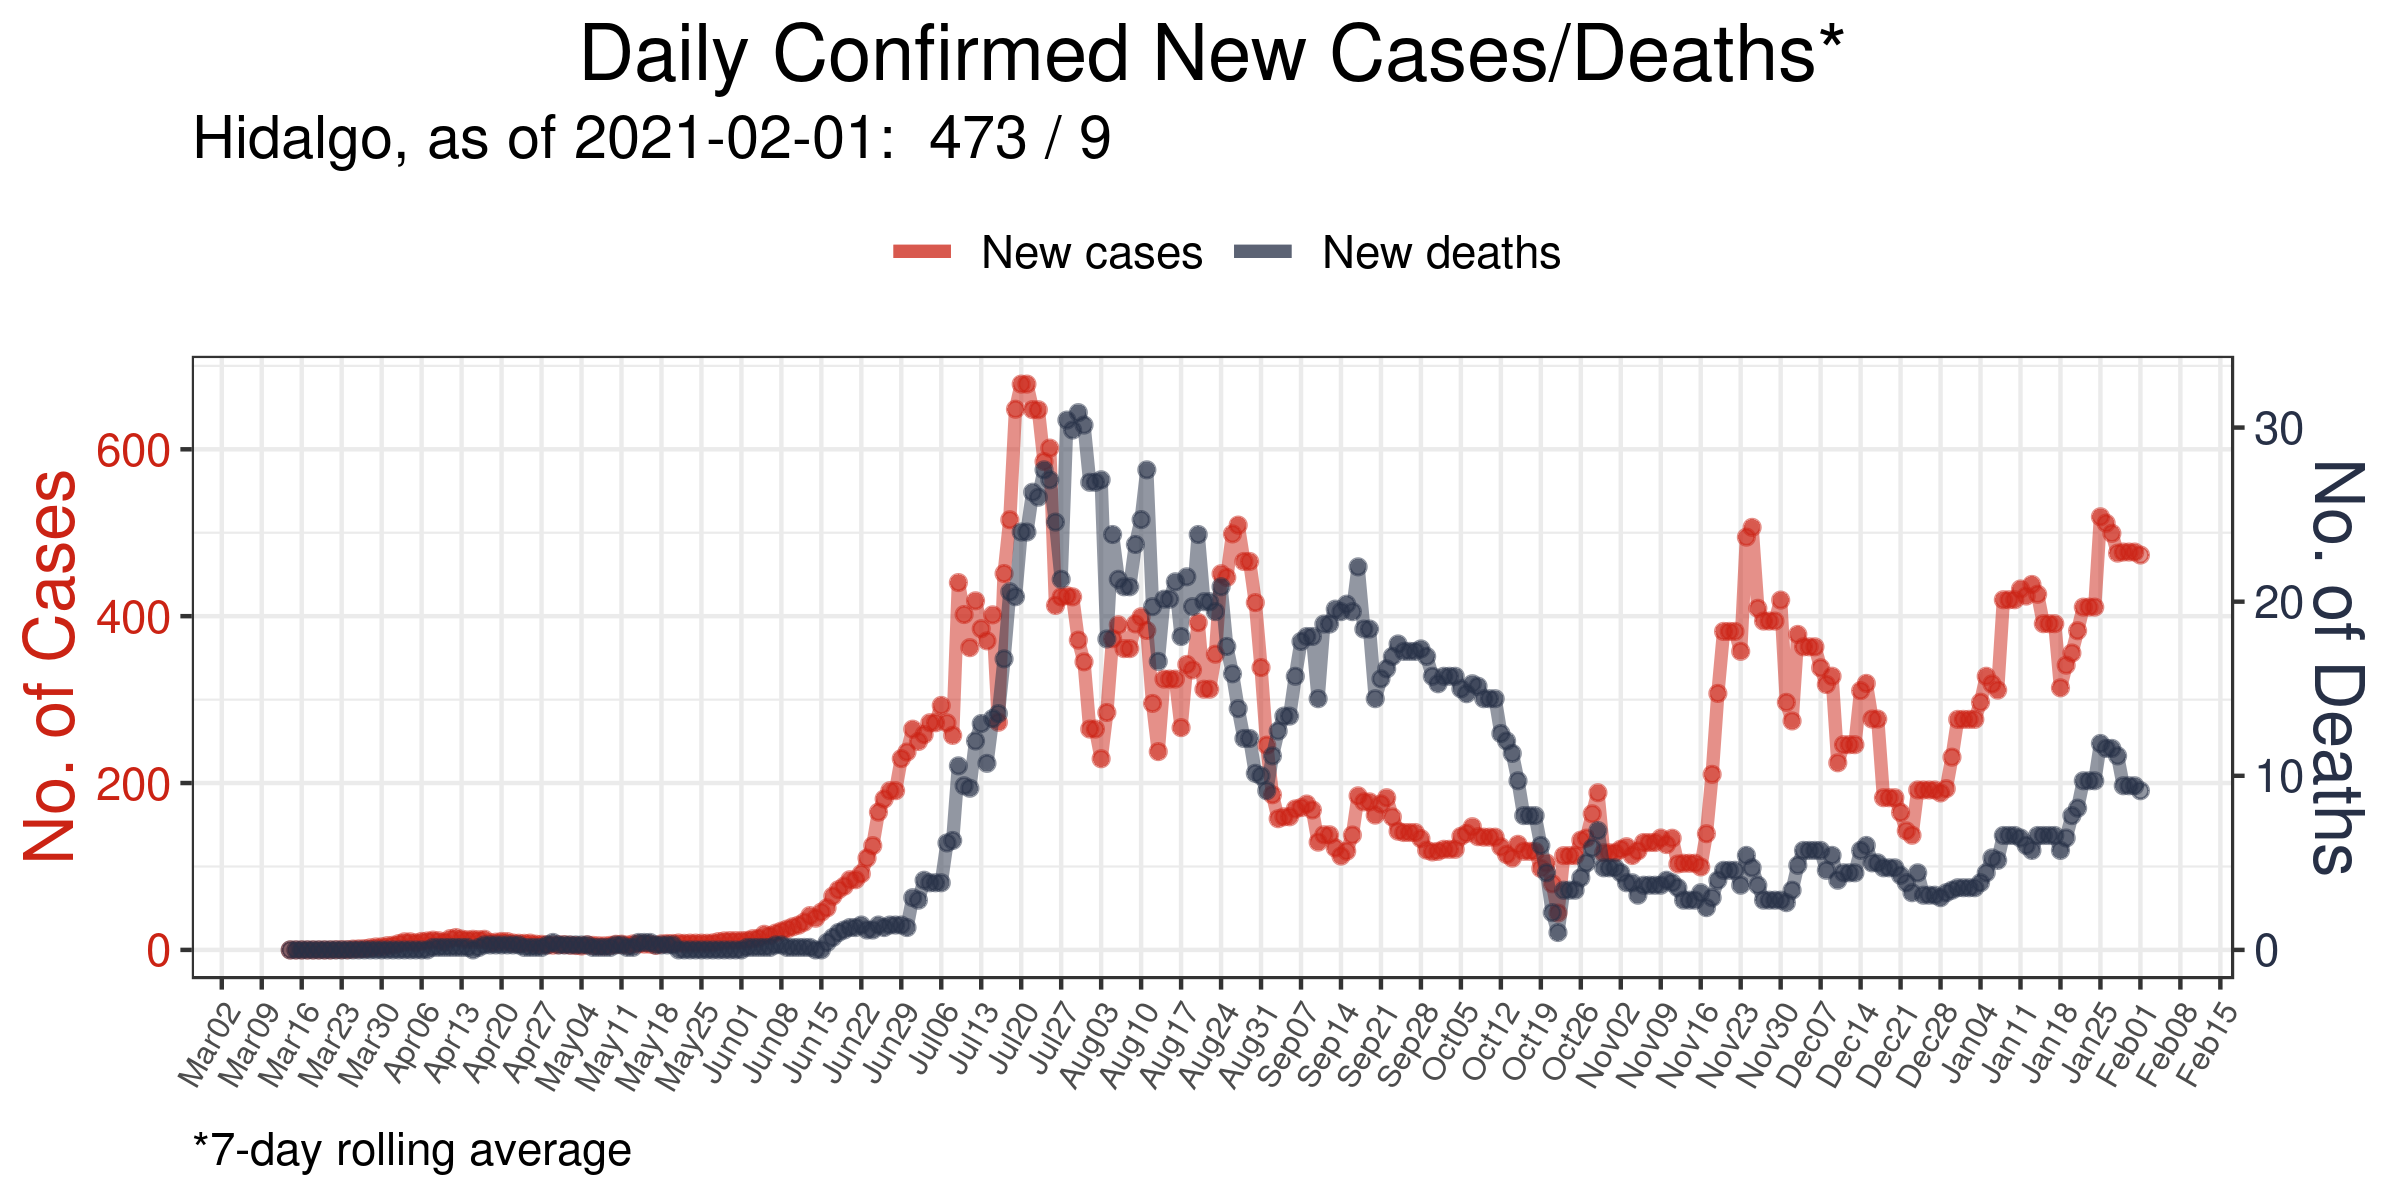 Daily Confirmed New Cases/Deaths*
Hidalgo, as of 2021-02-01:  473 / 9
New cases
New deaths
No. of Cases
600
400
200
0
30
20
10
0
No. of Deaths
Mar02
Mar09
Mar16
Mar23
Mar30
Apr06
Apr13
Apr20
Apr27
May04
May11
May18
May25
Jun01
Jun08
Jun15
Jun22
Jun29
Jul06
Jul13
Jul20
Jul27
Aug03
Aug10
Aug17
Aug24
Aug31
Sep07
Sep14
Sep21
Sep28
Oct05
Oct12
Oct19
Oct26
Nov02
Nov09
Nov16
Nov23
Nov30
Dec07
Dec14
Dec21
Dec28
Jan04
Jan11
Jan18
Jan25
Feb01
Feb08
Feb15
*7-day rolling average